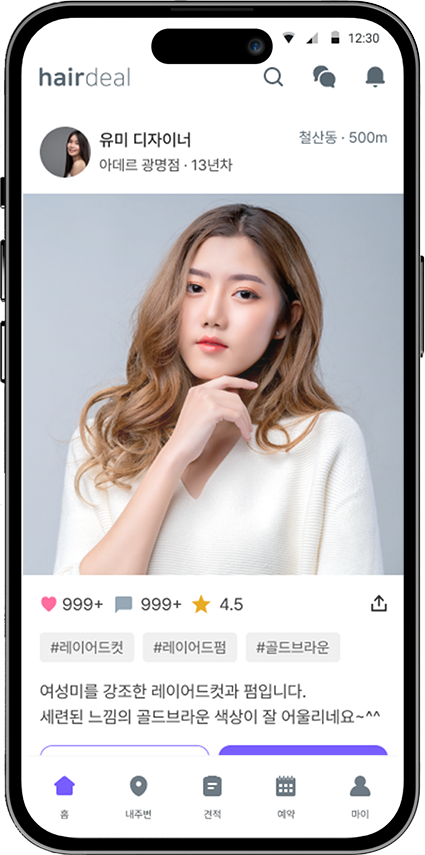 12:30
hairdeal
유미 디자이너
철산동 · 500m
아데르 광명점 · 13년차
999+ 999+ 4.5
#레이어드컷 #레이어드펌 #골드브라운
여성미를 강조한 레이어드컷과 펌입니다.
세련된 느낌의 골드브라운 색상이 잘 어울리네요~^^
홈 내주변 견적 예약 마이